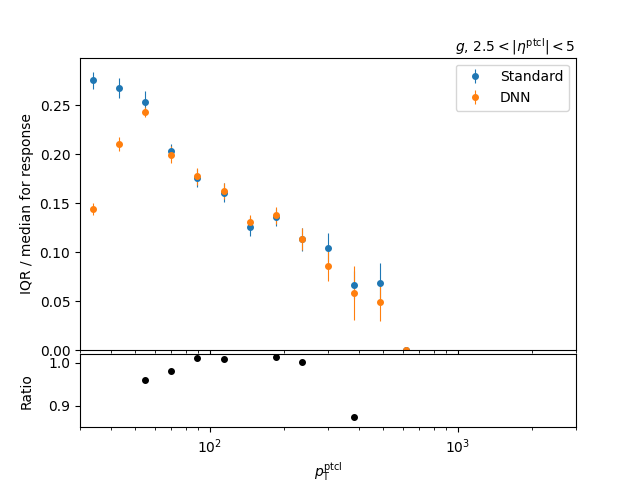 g, 2.5 < |η^ptcl| < 5
Standard
DNN
IQR / median for response
0.25
0.20
0.15
0.10
0.05
0.00
Ratio
1.0
0.9
10^2
10^3
p_T^ptcl